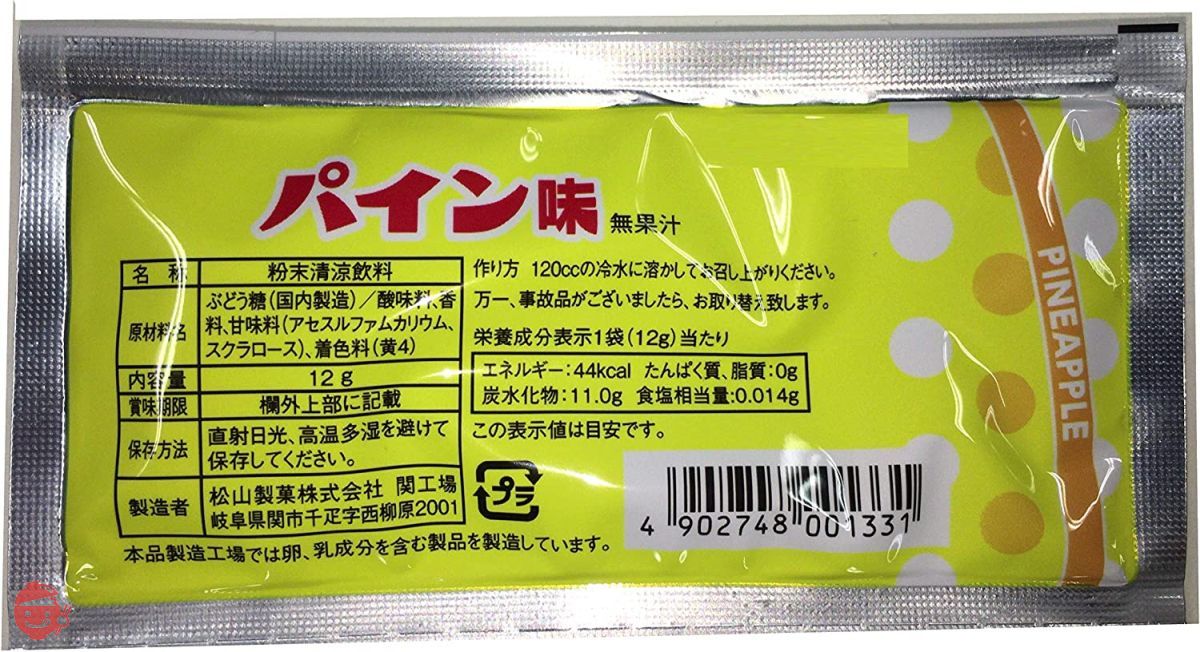 パイン味 無果汁
名称 粉末清涼飲料
原材料名 ぶどう糖(国内製造)/酸味料、香
料、甘味料(アセスルファムカリウム、
スクラロース)、着色料(黄4)
内容量 12g
賞味期限 欄外上部に記載
保存方法 直射日光、高温多湿を避けて
保存してください。
製造者 松山製菓株式会社 関工場
岐阜県関市千疋字西柳原2001
本品製造工場では卵、乳成分を含む製品を製造しています。
作り方 120ccの冷水に溶かしてお召し上がりください。
万一、事故品がございましたら、お取り替え致します。
栄養成分表示1袋(12g)当たり
エネルギー:44kcal たんぱく質、脂質:0g
炭水化物:11.0g 食塩相当量:0.014g
この表示値は目安です。
プラ
4 902748 001331
PINEAPPLE